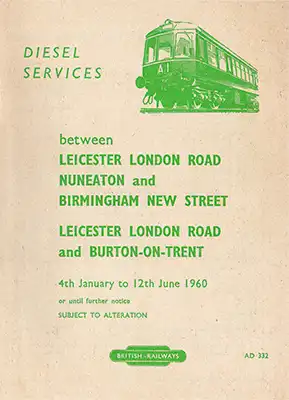 DIESEL
SERVICES
A1
between
LEICESTER LONDON ROAD
NUNEATON and
BIRMINGHAM NEW STREET
LEICESTER LONDON ROAD
and BURTON-ON-TRENT
4th January to 12th June 1960
or until further notice
SUBJECT TO ALTERATION
BRITISH RAILWAYS
AD 332